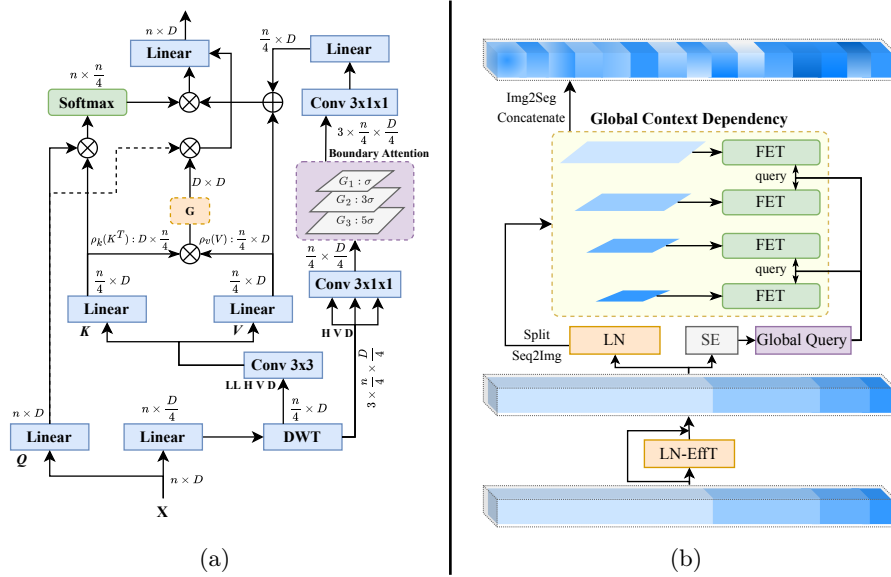 n × D
Linear
n × n/4
Softmax
n/4 × D
Linear
Conv 3x1x1
3 × n/4 × D/4
Boundary Attention
G₁ : σ
G₂ : 3σ
G₃ : 5σ
D × D
G
ρₖ(Kᵀ) : D × n/4
ρᵥ(V) : n/4 × D
n/4 × D
Linear
K
n/4 × D
Linear
V
n/4 × D/4
Conv 3x1x1
H V D
Conv 3x3
LL H V D
n/4 × D
3 × n/4 × D/4
n × D
Linear
Q
n × D/4
Linear
DWT
n × D
X
(a)
Img2Seg
Concatenate
Global Context Dependency
FET
query
FET
FET
query
FET
Split
Seq2Img
LN
SE
Global Query
LN-EffT
(b)